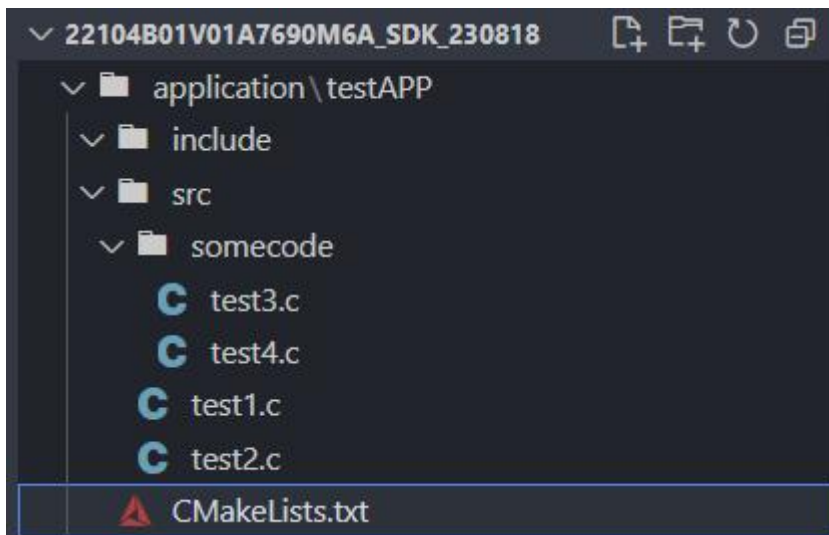 22104B01V01A7690M6A_SDK_230818
application\testAPP
include
src
somecode
C test3.c
C test4.c
C test1.c
C test2.c
CMakeLists.txt